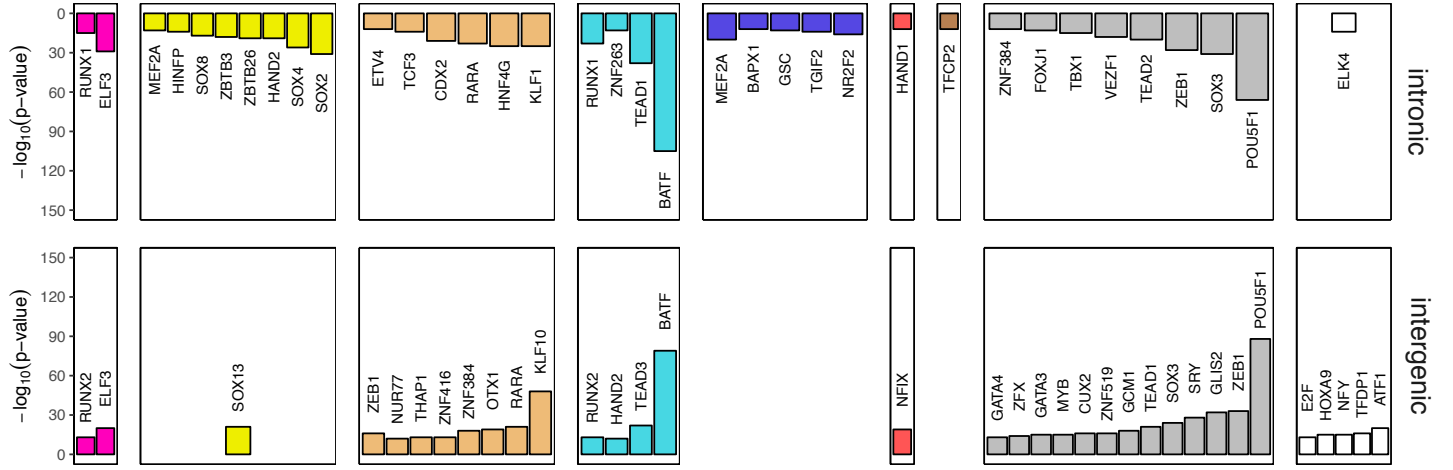 −log10(p−value)
0
30
60
90
120
150
RUNX1
ELF3
MEF2A
HINFP
SOX8
ZBTB3
ZBTB26
HAND2
SOX4
SOX2
ETV4
TCF3
CDX2
RARA
HNF4G
KLF1
RUNX1
ZNF263
TEAD1
BATF
MEF2A
BAPX1
GSC
TGIF2
NR2F2
HAND1
TFCP2
ZNF384
FOXJ1
TBX1
VEZF1
TEAD2
ZEB1
SOX3
POU5F1
ELK4
intronic
−log10(p−value)
150
120
90
60
30
0
RUNX2
ELF3
SOX13
ZEB1
NUR77
THAP1
ZNF416
ZNF384
OTX1
RARA
KLF10
RUNX2
HAND2
TEAD3
BATF
NFIX
GATA4
ZFX
GATA3
MYB
CUX2
ZNF519
GCM1
TEAD1
SOX3
SRY
GLIS2
ZEB1
POU5F1
E2F
HOXA9
NFY
TFDP1
ATF1
intergenic